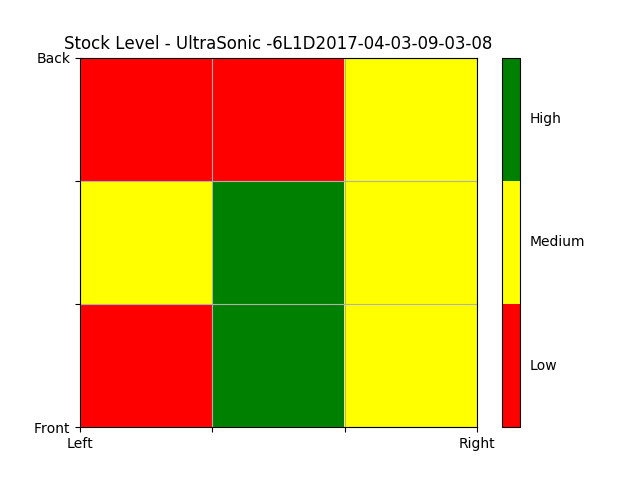 Stock Level - UltraSonic -6L1D2017-04-03-09-03-08
Back
Front
Left
Right
High
Medium
Low